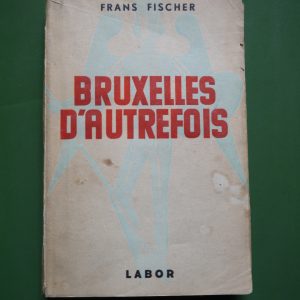 FRANS FISCHER
BRUXELLES
D'AUTREFOIS
LABOR